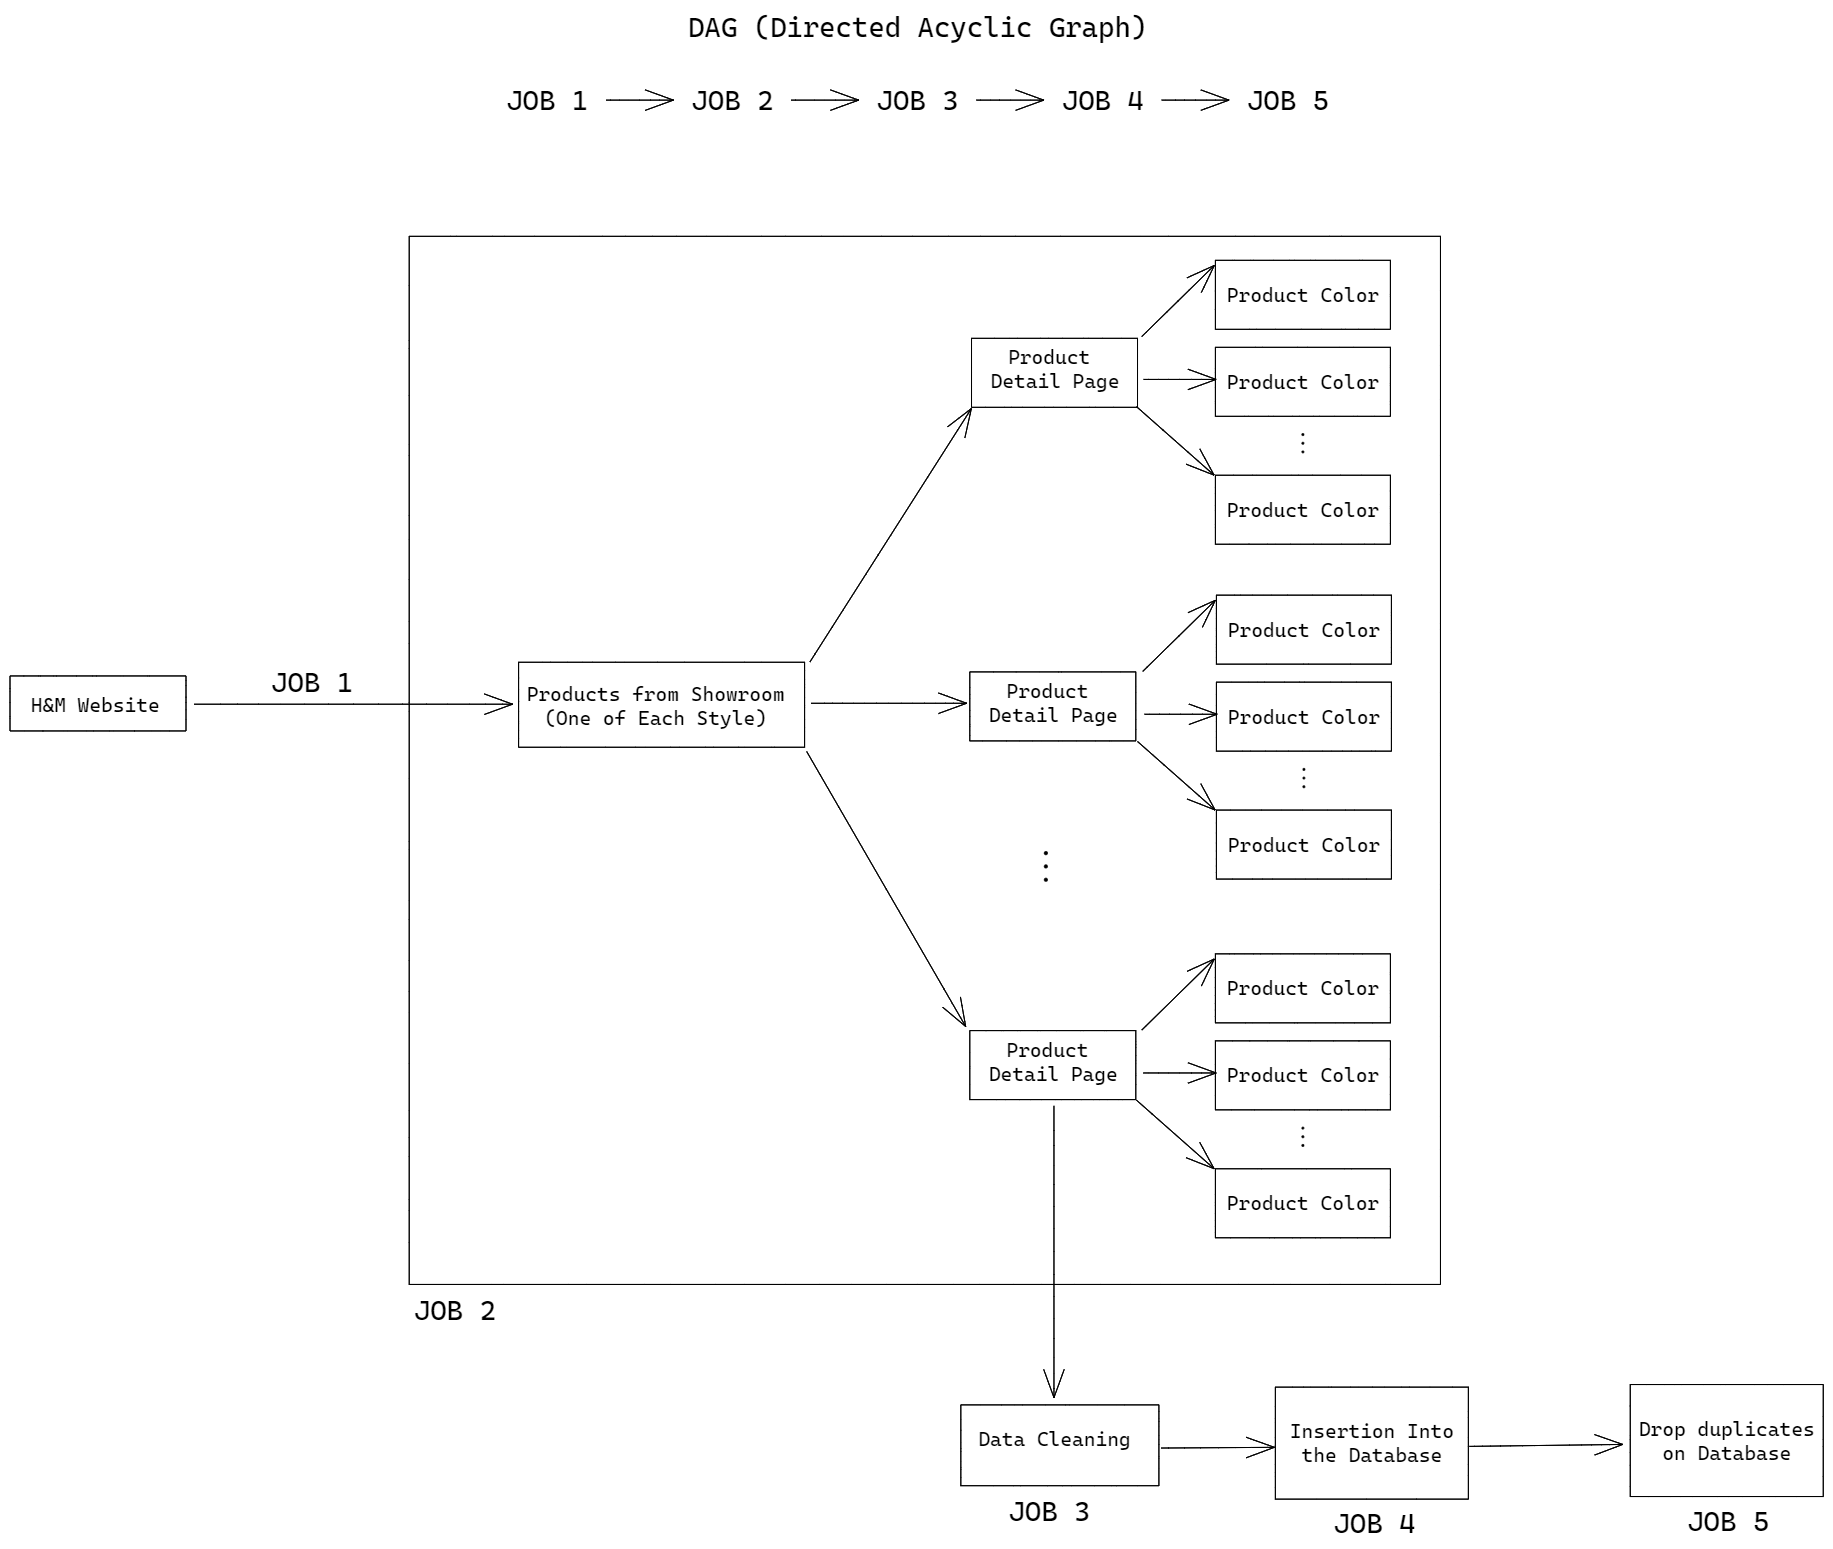 DAG (Directed Acyclic Graph)
JOB 1
JOB 2
JOB 3
JOB 4
JOB 5
Product Color
Product
Detail Page
Product Color
Product Color
Product Color
H&M Website
JOB 1
Products from Showroom
(One of Each Style)
Product
Detail Page
Product Color
Product Color
Product Color
Product
Detail Page
Product Color
Product Color
JOB 2
Data Cleaning
JOB 3
Insertion Into
the Database
JOB 4
Drop duplicates
on Database
JOB 5